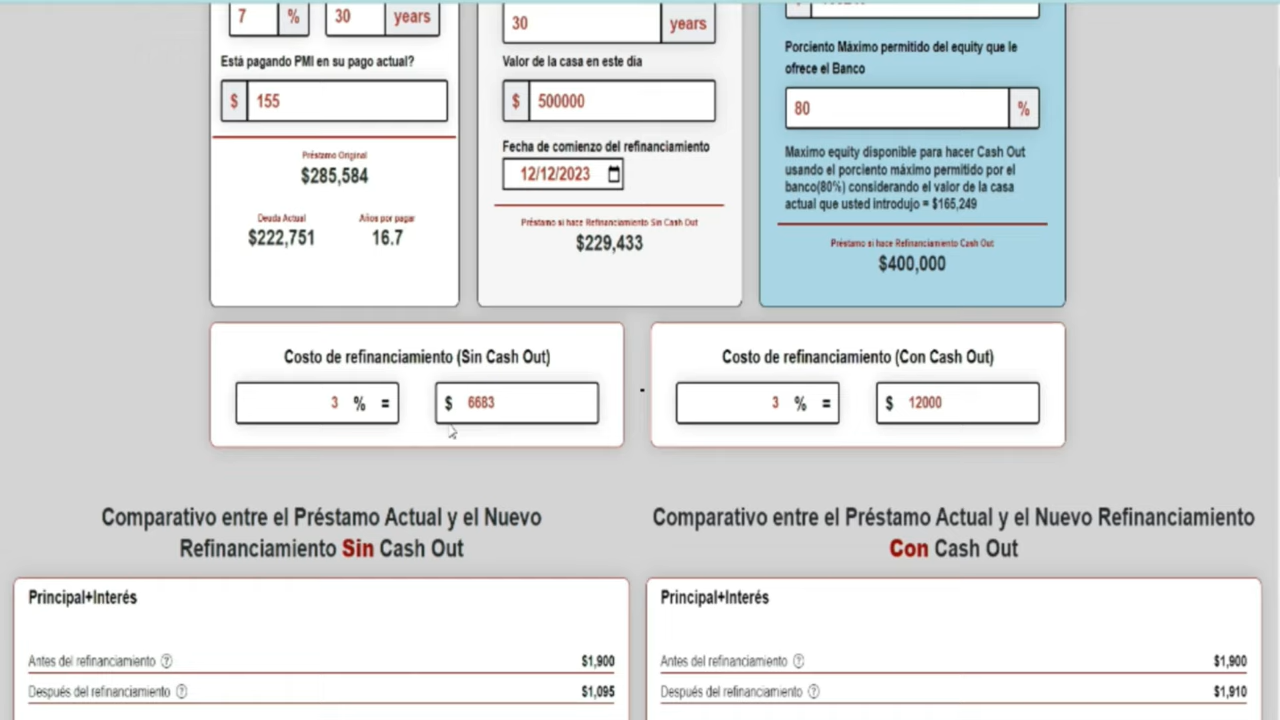 7 % 30 years
Está pagando PMI en su pago actual?
$ 155
Préstamo Original
$285,584
Deuda Actual Años por pagar
$222,751 16.7
30 years
Valor de la casa en este dia
$ 500000
Fecha de comienzo del refinanciamiento
12/12/2023
Préstamo si hace Refinanciamiento Sin Cash Out
$229,433
Porciento Máximo permitido del equity que le
ofrece el Banco
80 %
Maximo equity disponible para hacer Cash Out
usando el porciento máximo permitido por el
banco(80%) considerando el valor de la casa
actual que usted introdujo = $165,249
Préstamo si hace Refinanciamiento Cash Out
$400,000
Costo de refinanciamiento (Sin Cash Out)
3 % = $ 6683
-
Costo de refinanciamiento (Con Cash Out)
3 % = $ 12000
Comparativo entre el Préstamo Actual y el Nuevo
Refinanciamiento Sin Cash Out
Principal+Interés
Antes del refinanciamiento ? $1,900
Después del refinanciamiento ? $1,095
Comparativo entre el Préstamo Actual y el Nuevo Refinanciamiento
Con Cash Out
Principal+Interés
Antes del refinanciamiento ? $1,900
Después del refinanciamiento ? $1,910